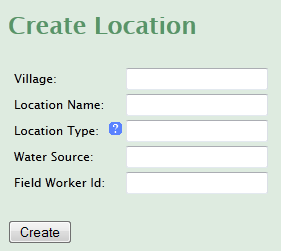 Create Location
Village:
Location Name:
Location Type: ?
Water Source:
Field Worker Id:
Create